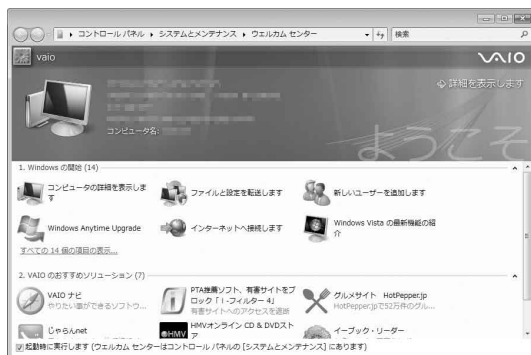 コントロール パネル ▸ システムとメンテナンス ▸ ウェルカム センター
検索
vaio
VAIO
詳細を表示します
コンピュータ名:
ようこそ
1. Windows の開始 (14)
コンピュータの詳細を表示しま
す
ファイルと設定を転送します
新しいユーザーを追加します
Windows Anytime Upgrade
インターネットへ接続します
Windows Vista の最新機能の紹
介
すべての 14 個の項目の表示...
2. VAIO のおすすめソリューション (7)
VAIO ナビ
やりたい事ができるソフトウ...
PTA推薦ソフト、有害サイトをブ
ロック「i -フィルター 4」
有害サイトへのアクセスを遮断
グルメサイト HotPepper.jp
HotPepper.jpで52万件のグル...
じゃらんnet
HMV
HMVオンライン CD & DVDスト
ア
イーブック・リーダー
起動時に実行します (ウェルカム センターはコントロール パネルの [システムとメンテナンス] にあります)